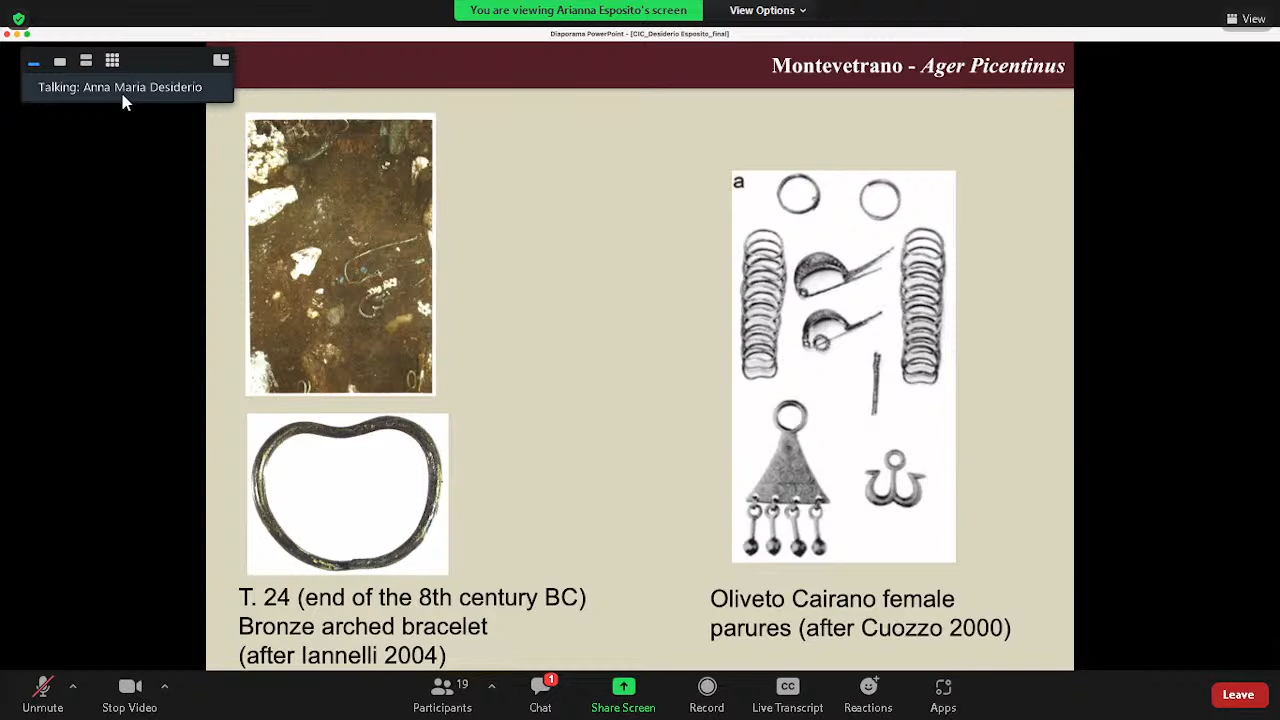 You are viewing Arianna Esposito's screen
View Options
View
Diaporama PowerPoint - [CIC_Desiderio Esposito_final]
Talking: Anna Maria Desiderio
Montevetrano - Ager Picentinus
a
T. 24 (end of the 8th century BC)
Bronze arched bracelet
(after Iannelli 2004)
Oliveto Cairano female
parures (after Cuozzo 2000)
Unmute
Stop Video
19
Participants
1
Chat
Share Screen
Record
CC
Live Transcript
Reactions
Apps
Leave